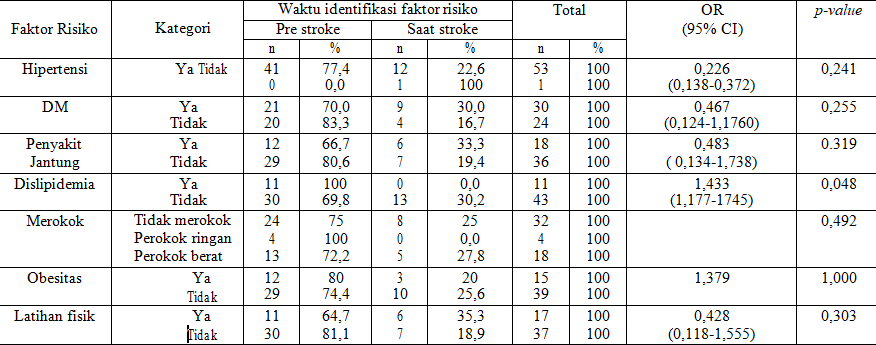 Faktor Risiko Kategori Waktu identifikasi faktor risiko Total OR (95% CI) p-value
Pre stroke Saat stroke
n % n % n %
Hipertensi Ya Tidak 41 77,4 12 22,6 53 100 0,226 0,241
0 0,0 1 100 1 100 (0,138-0,372)
DM Ya 21 70,0 9 30,0 30 100 0,467 0,255
Tidak 20 83,3 4 16,7 24 100 (0,124-1,1760)
Penyakit Ya 12 66,7 6 33,3 18 100 0,483 0.319
Jantung Tidak 29 80,6 7 19,4 36 100 ( 0,134-1,738)
Dislipidemia Ya 11 100 0 0,0 11 100 1,433 0,048
Tidak 30 69,8 13 30,2 43 100 (1,177-1745)
Merokok Tidak merokok 24 75 8 25 32 100 0,492
Perokok ringan 4 100 0 0,0 4 100
Perokok berat 13 72,2 5 27,8 18 100
Obesitas Ya 12 80 3 20 15 100 1,379 1,000
Tidak 29 74,4 10 25,6 39 100
Latihan fisik Ya 11 64,7 6 35,3 17 100 0,428 0,303
Tidak 30 81,1 7 18,9 37 100 (0,118-1,555)